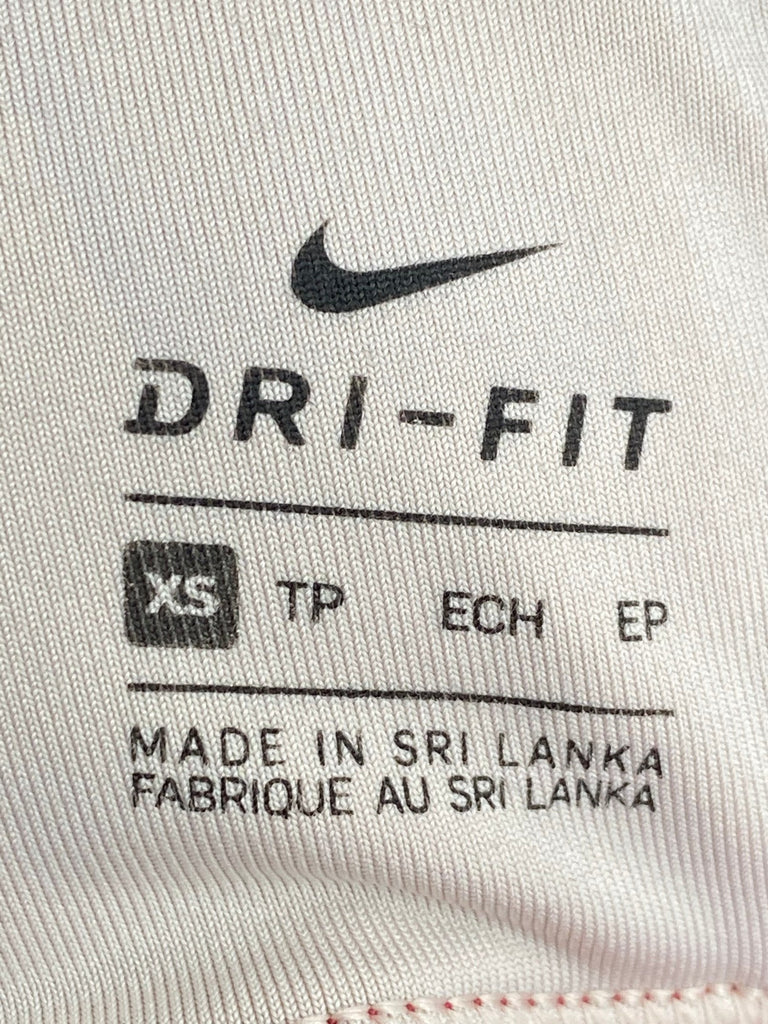 DRI-FIT
XS TP ECH EP
MADE IN SRI LANKA
FABRIQUE AU SRI LANKA